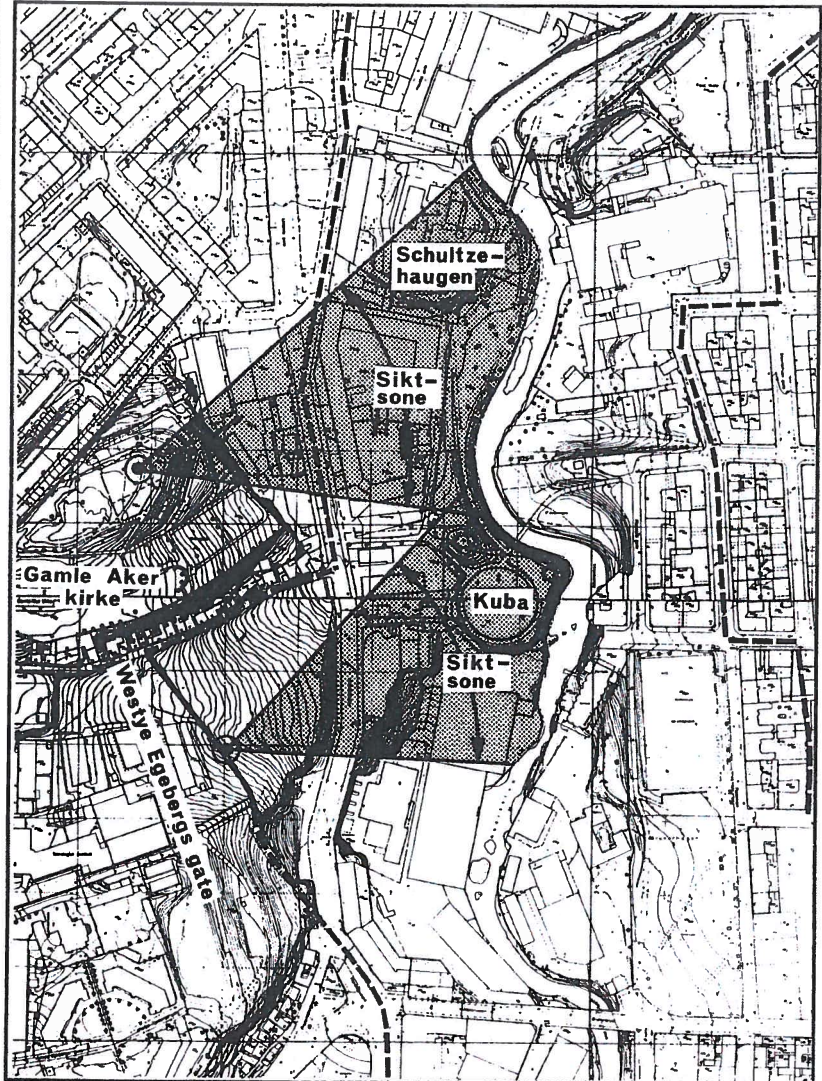 Schultze-
haugen
Sikt-
sone
Gamle Aker
kirke
Kuba
Sikt-
sone
Westye Egebergs gate